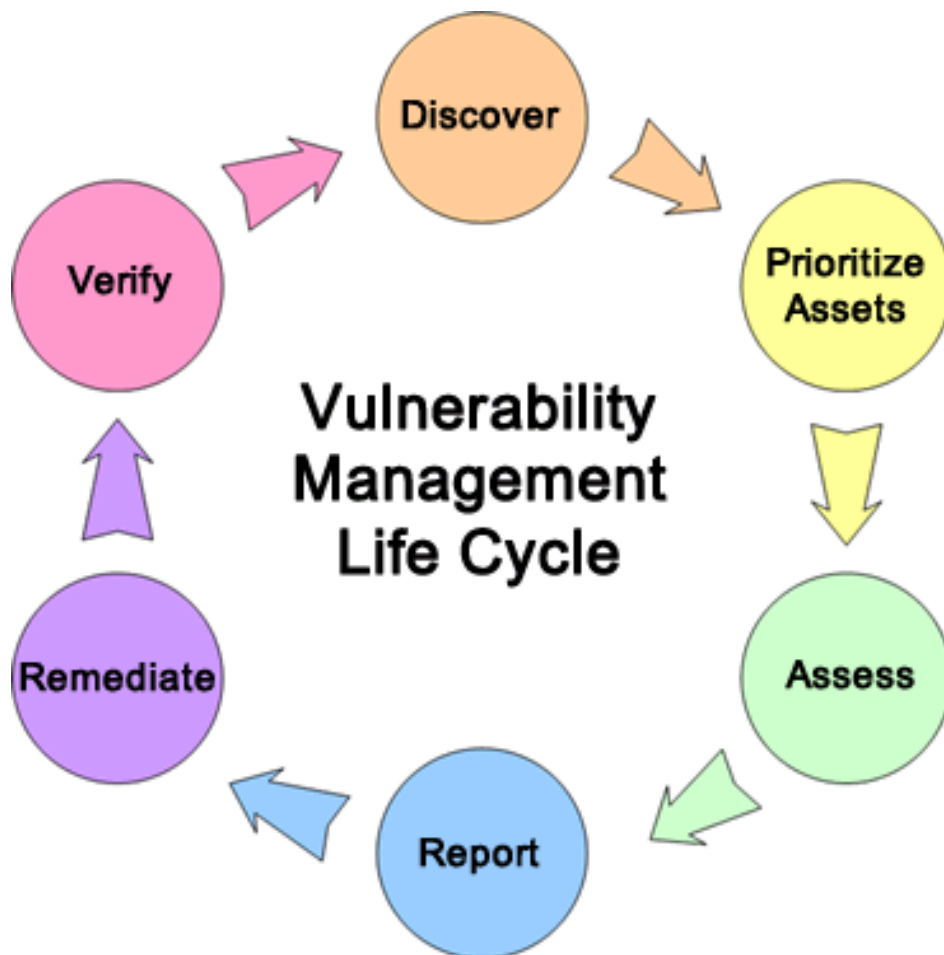 Discover
Prioritize
Assets
Assess
Report
Remediate
Verify
Vulnerability
Management
Life Cycle